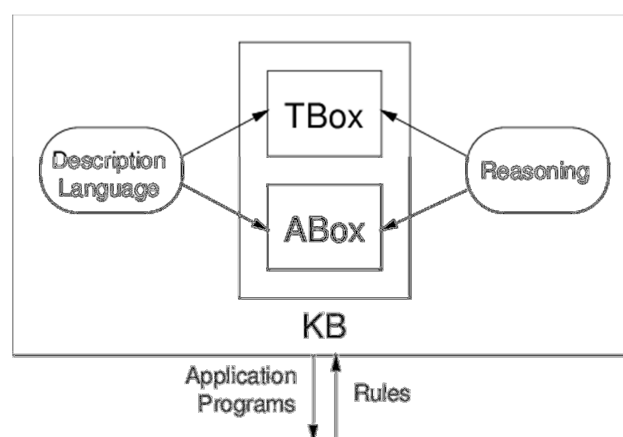 TBox
Description
Language
Reasoning
ABox
KB
Application
Programs
Rules